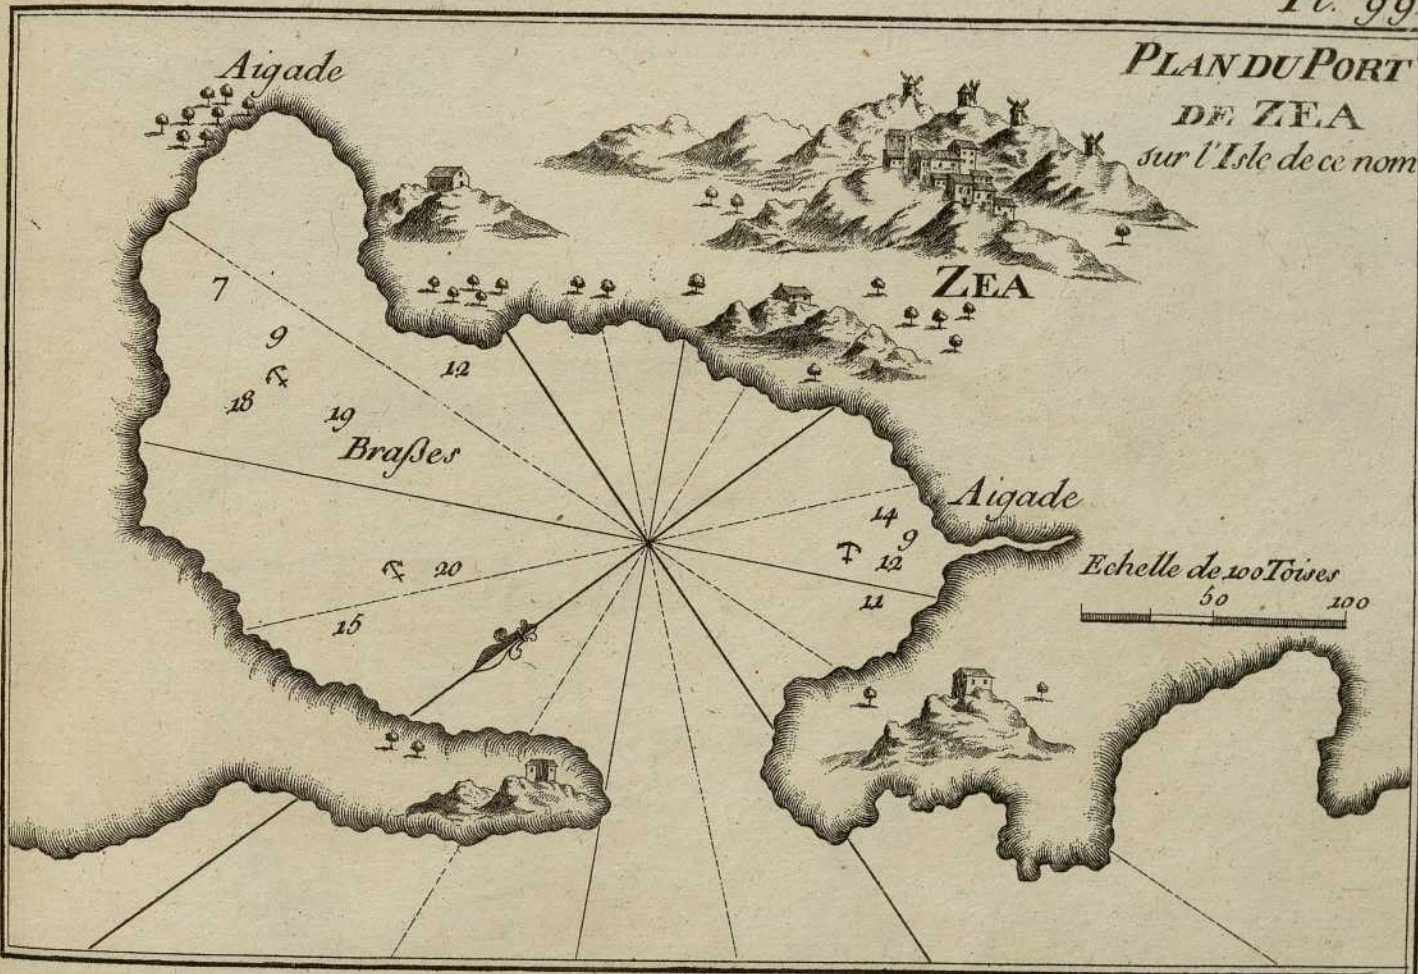 Pl. 99
PLAN DU PORT
DE ZEA
sur l'Isle de ce nom
Aigade
ZEA
7
9
12
18
19
Braßes
Aigade
14
9
12
11
20
15
Echelle de 100 Toises
50 100